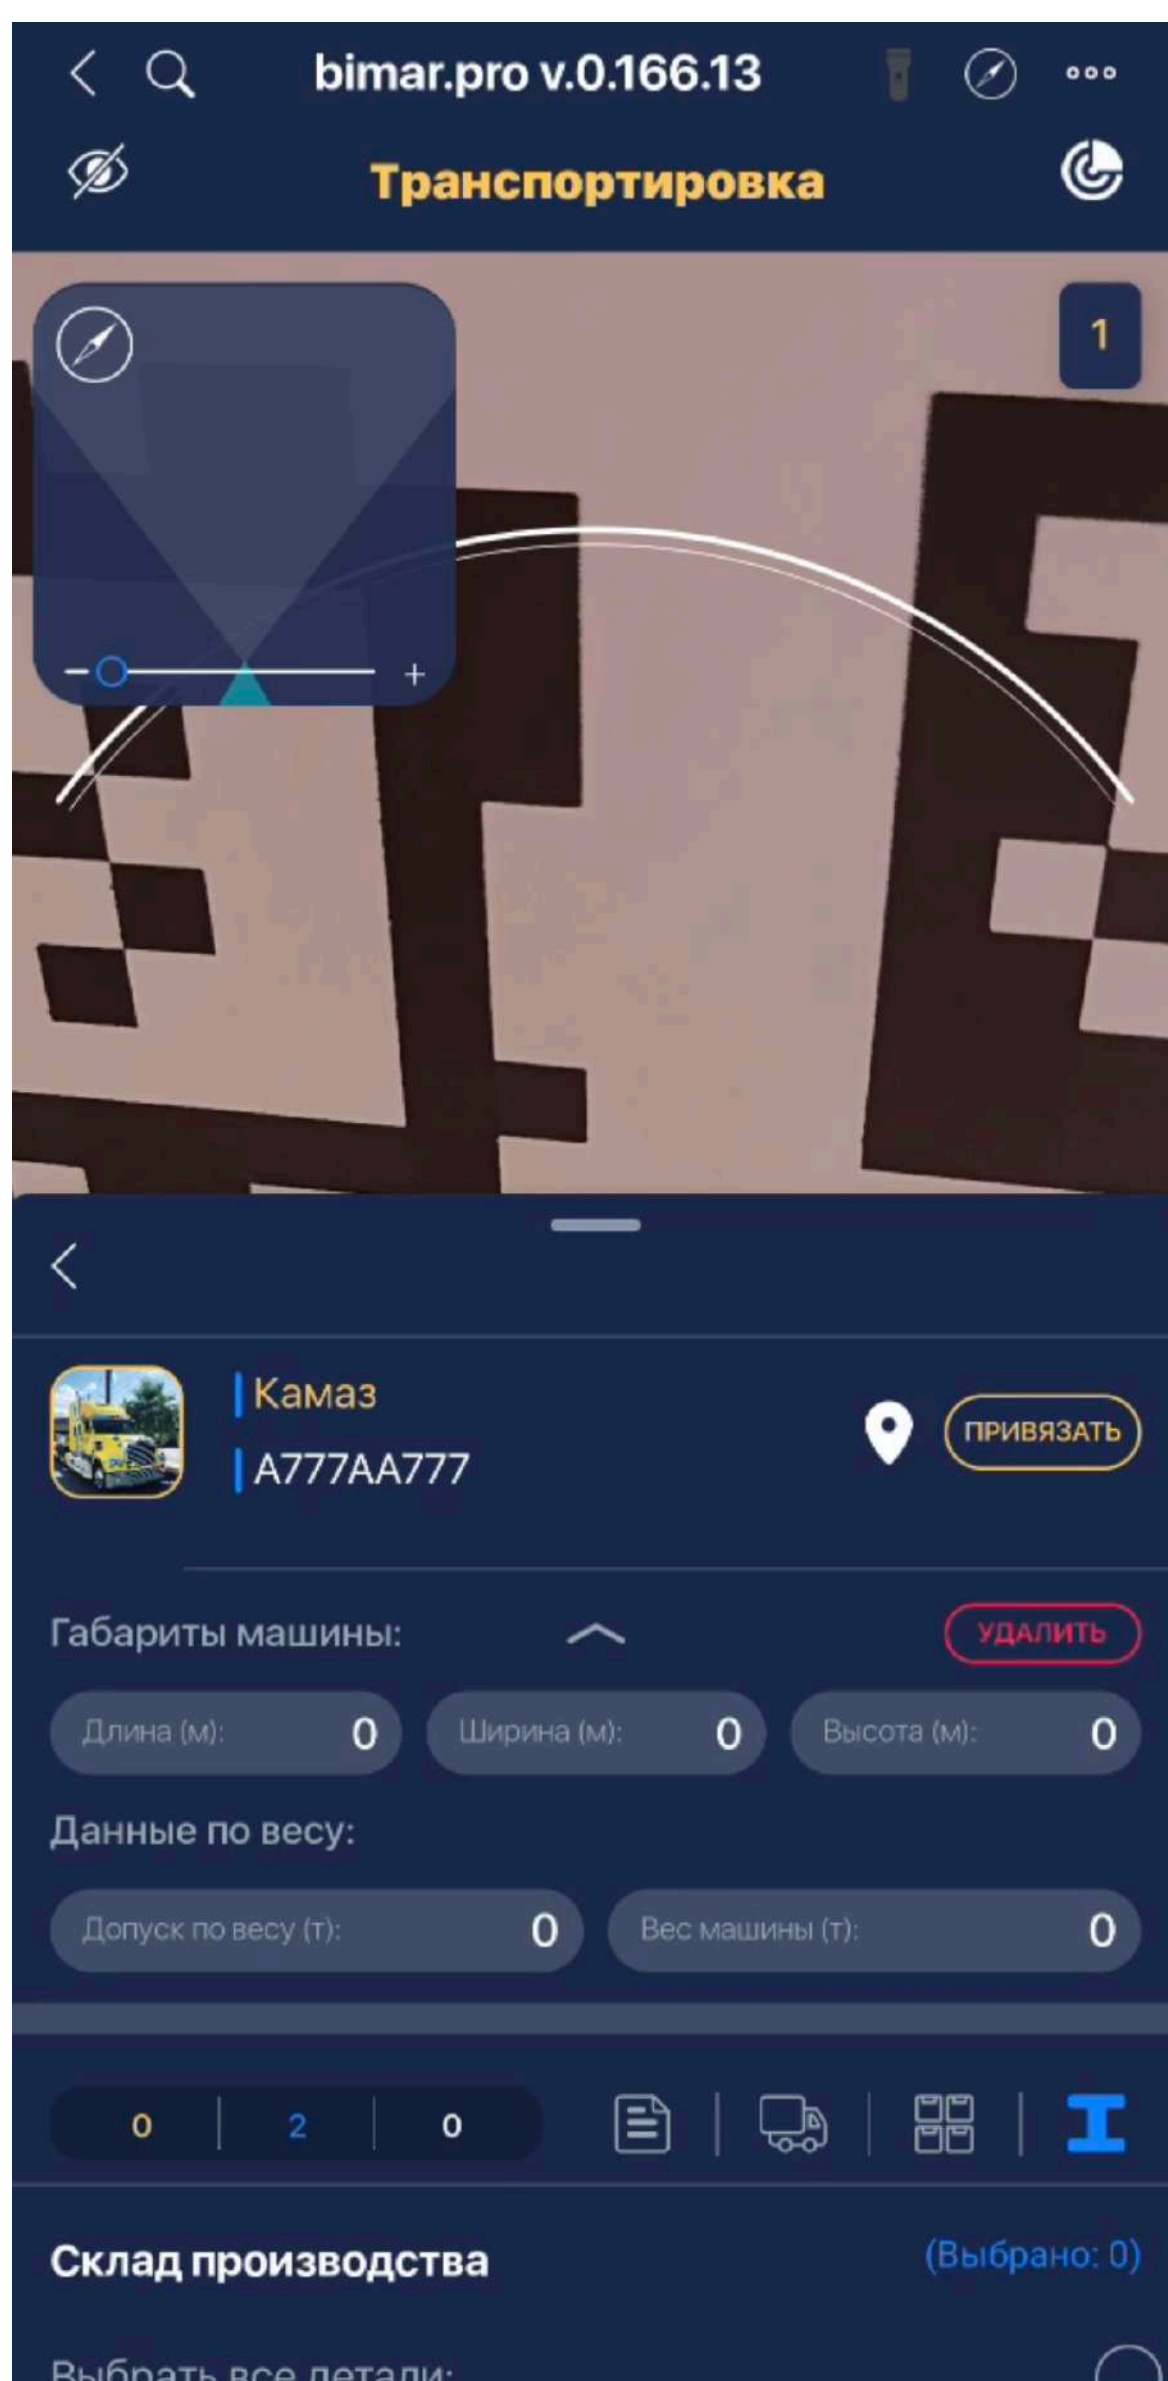 bimar.pro v.0.166.13
Транспортировка
1
Камаз
А777АА777
ПРИВЯЗАТЬ
Габариты машины:
УДАЛИТЬ
Длина (м): 0 Ширина (м): 0 Высота (м): 0
Данные по весу:
Допуск по весу (т): 0 Вес машины (т): 0
0 2 0
Склад производства (Выбрано: 0)
Выбрать все детали: